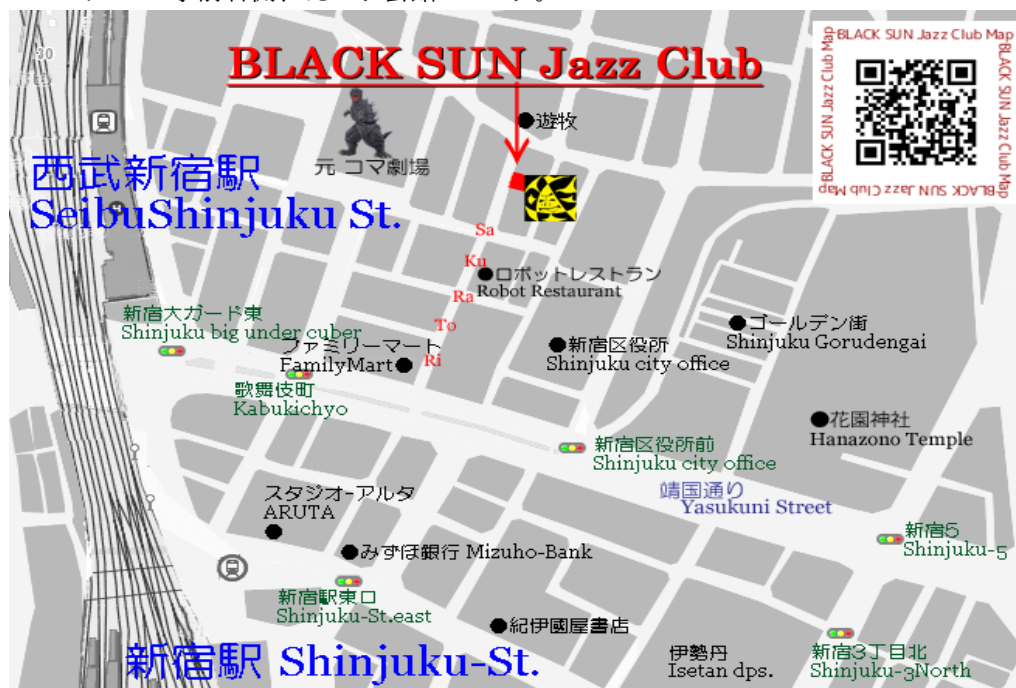 30
BLACK SUN Jazz Club
BLACK SUN Jazz Club Map
BLACK SUN Jazz Club Map
BLACK SUN Jazz Club Map
BLACK SUN Jazz Club Map
●遊牧
元 コマ劇場
西武新宿駅
SeibuShinjuku St.
Sa
Ku
Ra
To
Ri
●ロボットレストラン
Robot Restaurant
新宿大ガード東
Shinjuku big under cuber
ファミリーマート
FamilyMart●
●新宿区役所
Shinjuku city office
●ゴールデン街
Shinjuku Gorudengai
歌舞伎町
Kabukichyo
●花園神社
Hanazono Temple
新宿区役所前
Shinjuku city office
靖国通り
Yasukuni Street
スタジオ-アルタ
ARUTA
新宿5
Shinjuku-5
●みずほ銀行 Mizuho-Bank
新宿駅東口
Shinjuku-St.east
●紀伊國屋書店
伊勢丹
Isetan dps.
新宿3丁目北
Shinjuku-3North
新宿駅 Shinjuku-St.